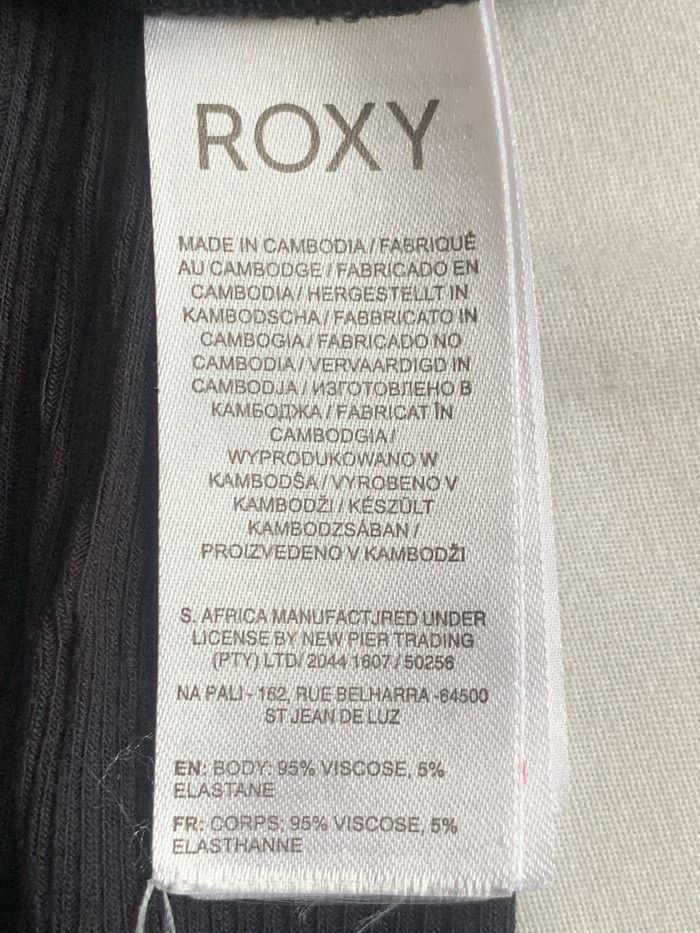 ROXY
MADE IN CAMBODIA / FABRIQUÉ
AU CAMBODGE / FABRICADO EN
CAMBODIA / HERGESTELLT IN
KAMBODSCHA / FABBRICATO IN
CAMBOGIA / FABRICADO NO
CAMBODIA / VERVAARDIGD IN
CAMBODJA / ИЗГОТОВЛЕНО В
КАМБОДЖА / FABRICAT ÎN
CAMBODGIA /
WYPRODUKOWANO W
KAMBODŠA / VYROBENO V
KAMBODŽI / KÉSZÜLT
KAMBODZSÁBAN /
PROIZVEDENO V KAMBODŽI
S. AFRICA MANUFACTJRED UNDER
LICENSE BY NEW PIER TRADING
(PTY) LTD/ 2044 1607 / 50256
NA PALI - 162, RUE BELHARRA -64500
ST JEAN DE LUZ
EN: BODY: 95% VISCOSE, 5%
ELASTANE
FR: CORPS: 95% VISCOSE, 5%
ELASTHANNE